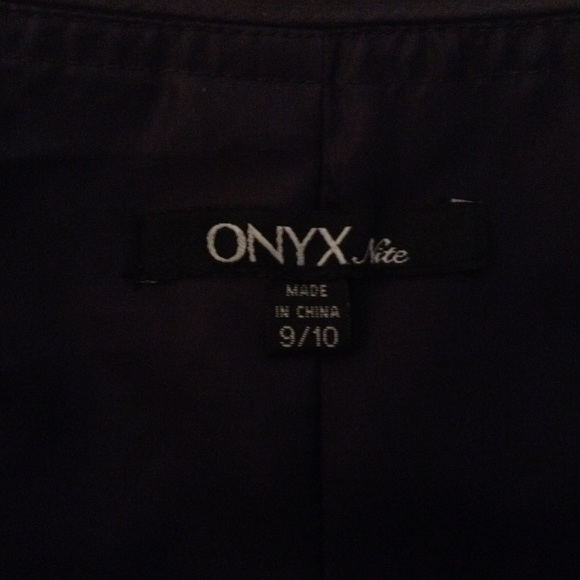 ONYX Nite
MADE
IN CHINA
9/10